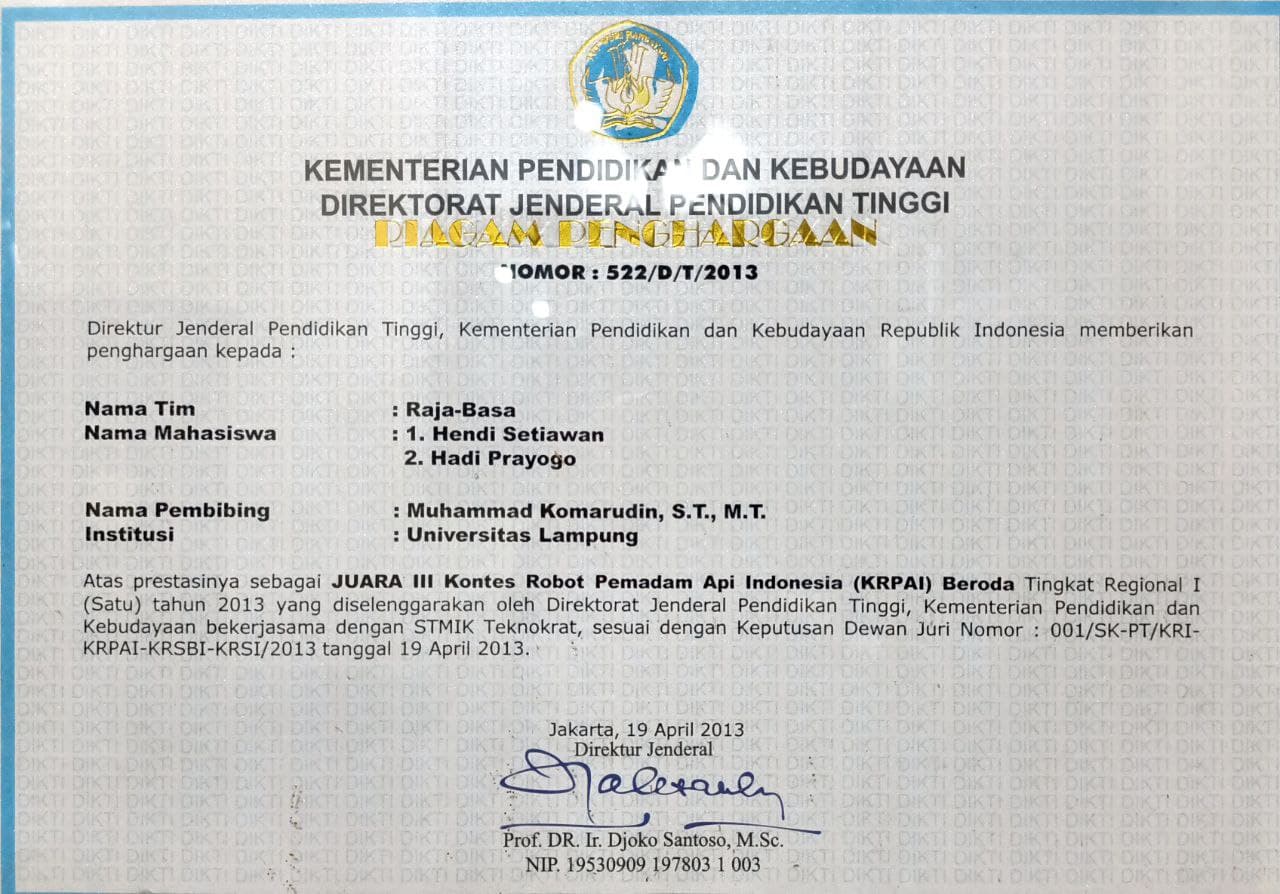 KEMENTERIAN PENDIDIKAN DAN KEBUDAYAAN
DIREKTORAT JENDERAL PENDIDIKAN TINGGI
PIAGAM PENGHARGAAN
NOMOR : 522/D/T/2013
Direktur Jenderal Pendidikan Tinggi, Kementerian Pendidikan dan Kebudayaan Republik Indonesia memberikan
penghargaan kepada :
Nama Tim : Raja-Basa
Nama Mahasiswa : 1. Hendi Setiawan
2. Hadi Prayogo
Nama Pembibing : Muhammad Komarudin, S.T., M.T.
Institusi : Universitas Lampung
Atas prestasinya sebagai JUARA III Kontes Robot Pemadam Api Indonesia (KRPAI) Beroda Tingkat Regional I
(Satu) tahun 2013 yang diselenggarakan oleh Direktorat Jenderal Pendidikan Tinggi, Kementerian Pendidikan dan
Kebudayaan bekerjasama dengan STMIK Teknokrat, sesuai dengan Keputusan Dewan Juri Nomor : 001/SK-PT/KRI-
KRPAI-KRSBI-KRSI/2013 tanggal 19 April 2013.
Jakarta, 19 April 2013
Direktur Jenderal
Prof. DR. Ir. Djoko Santoso, M.Sc.
NIP. 19530909 197803 1 003